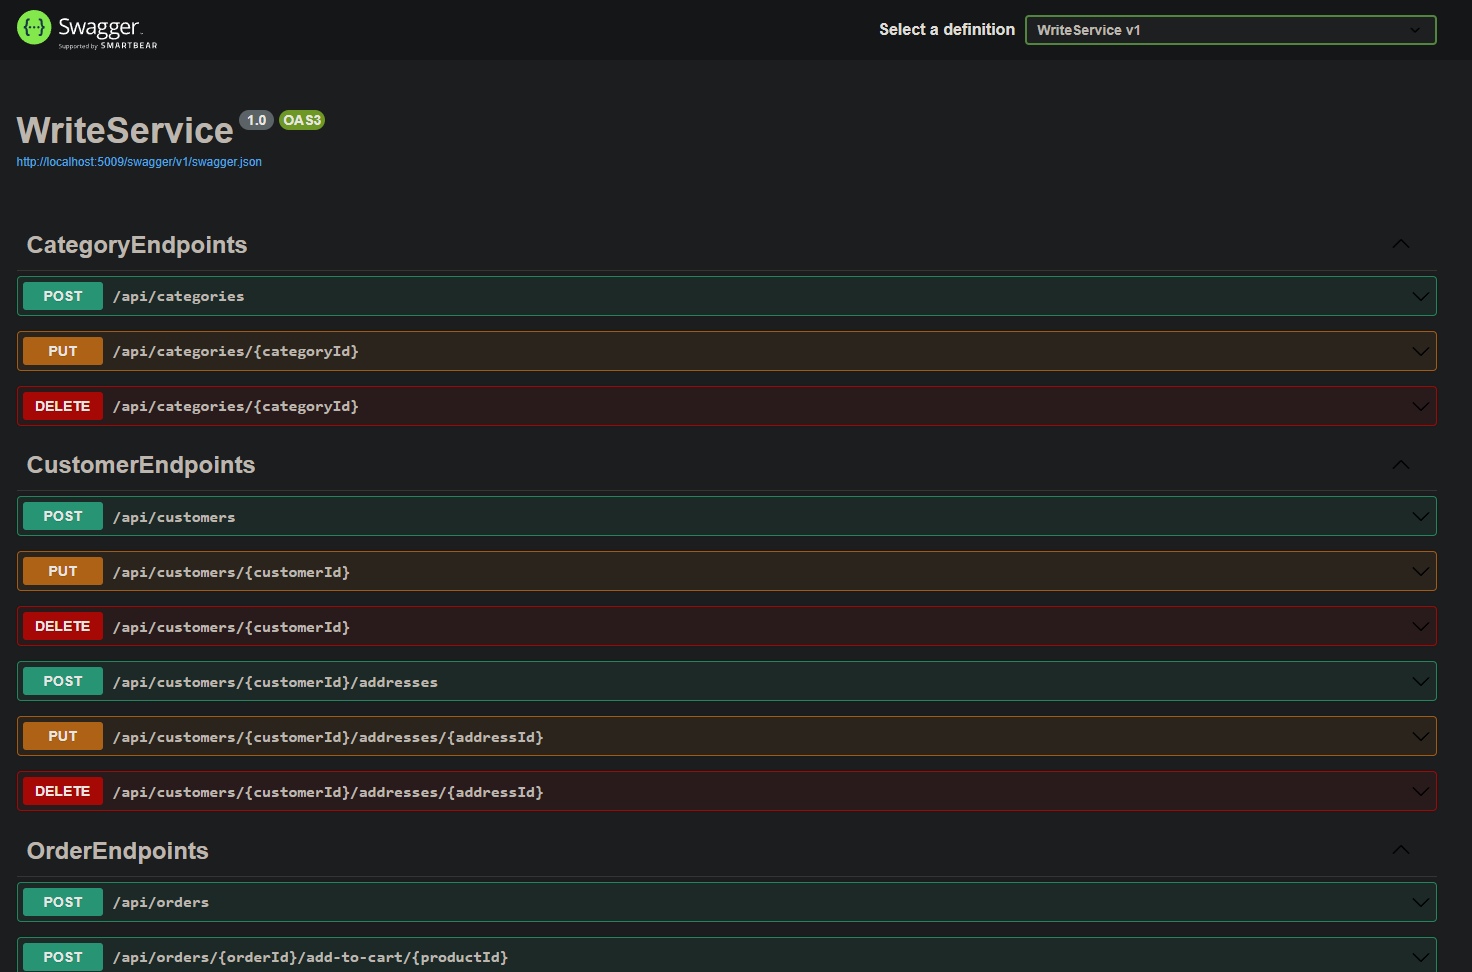 Swagger
Supported by SMARTBEAR
Select a definition
WriteService v1
WriteService 1.0 OAS3
http://localhost:5009/swagger/v1/swagger.json
CategoryEndpoints
POST /api/categories
PUT /api/categories/{categoryId}
DELETE /api/categories/{categoryId}
CustomerEndpoints
POST /api/customers
PUT /api/customers/{customerId}
DELETE /api/customers/{customerId}
POST /api/customers/{customerId}/addresses
PUT /api/customers/{customerId}/addresses/{addressId}
DELETE /api/customers/{customerId}/addresses/{addressId}
OrderEndpoints
POST /api/orders
POST /api/orders/{orderId}/add-to-cart/{productId}